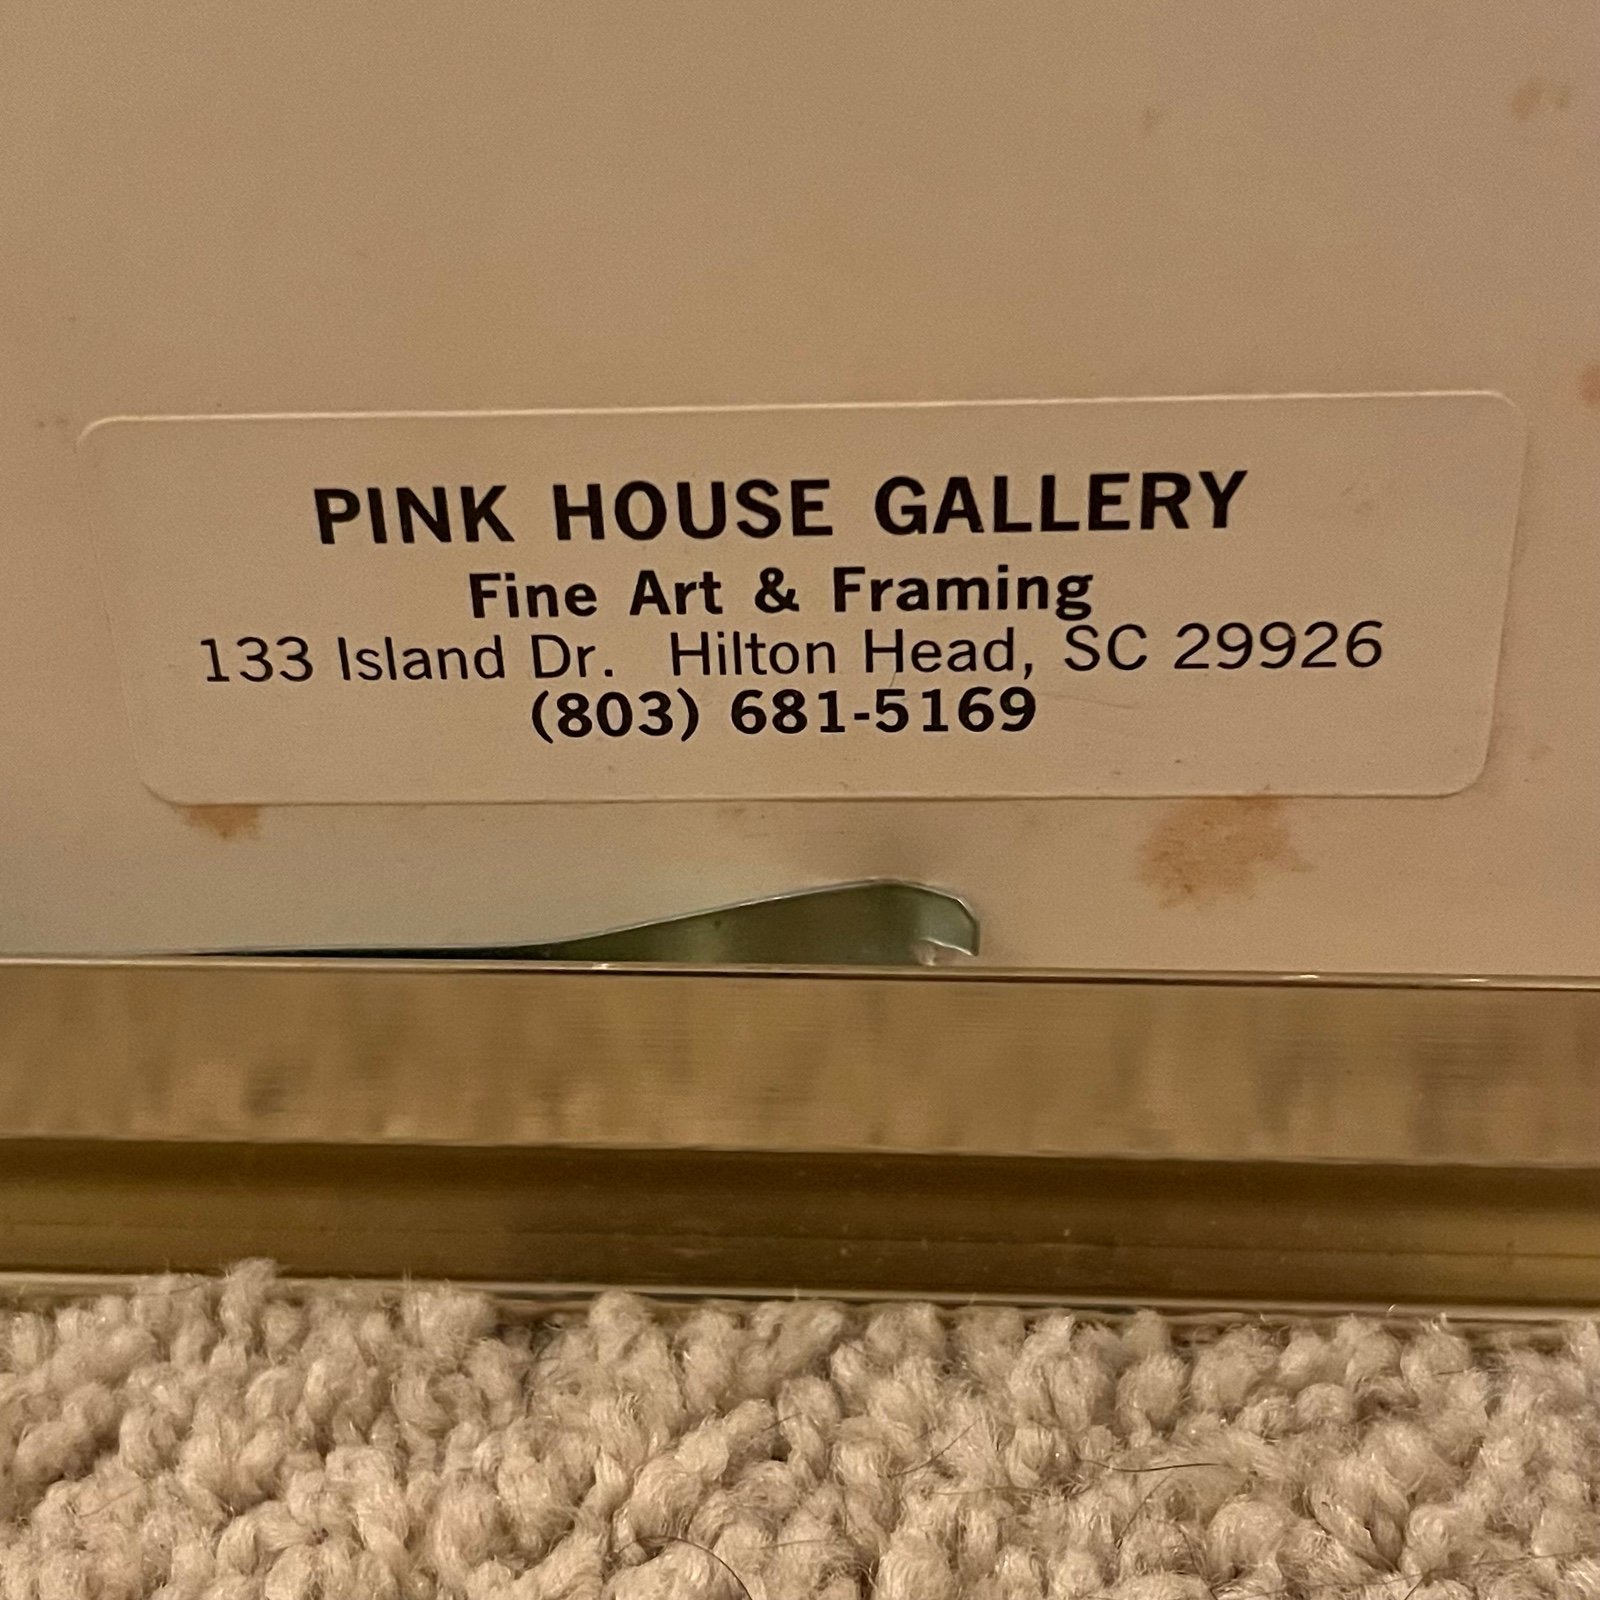 PINK HOUSE GALLERY
Fine Art & Framing
133 Island Dr. Hilton Head, SC 29926
(803) 681-5169